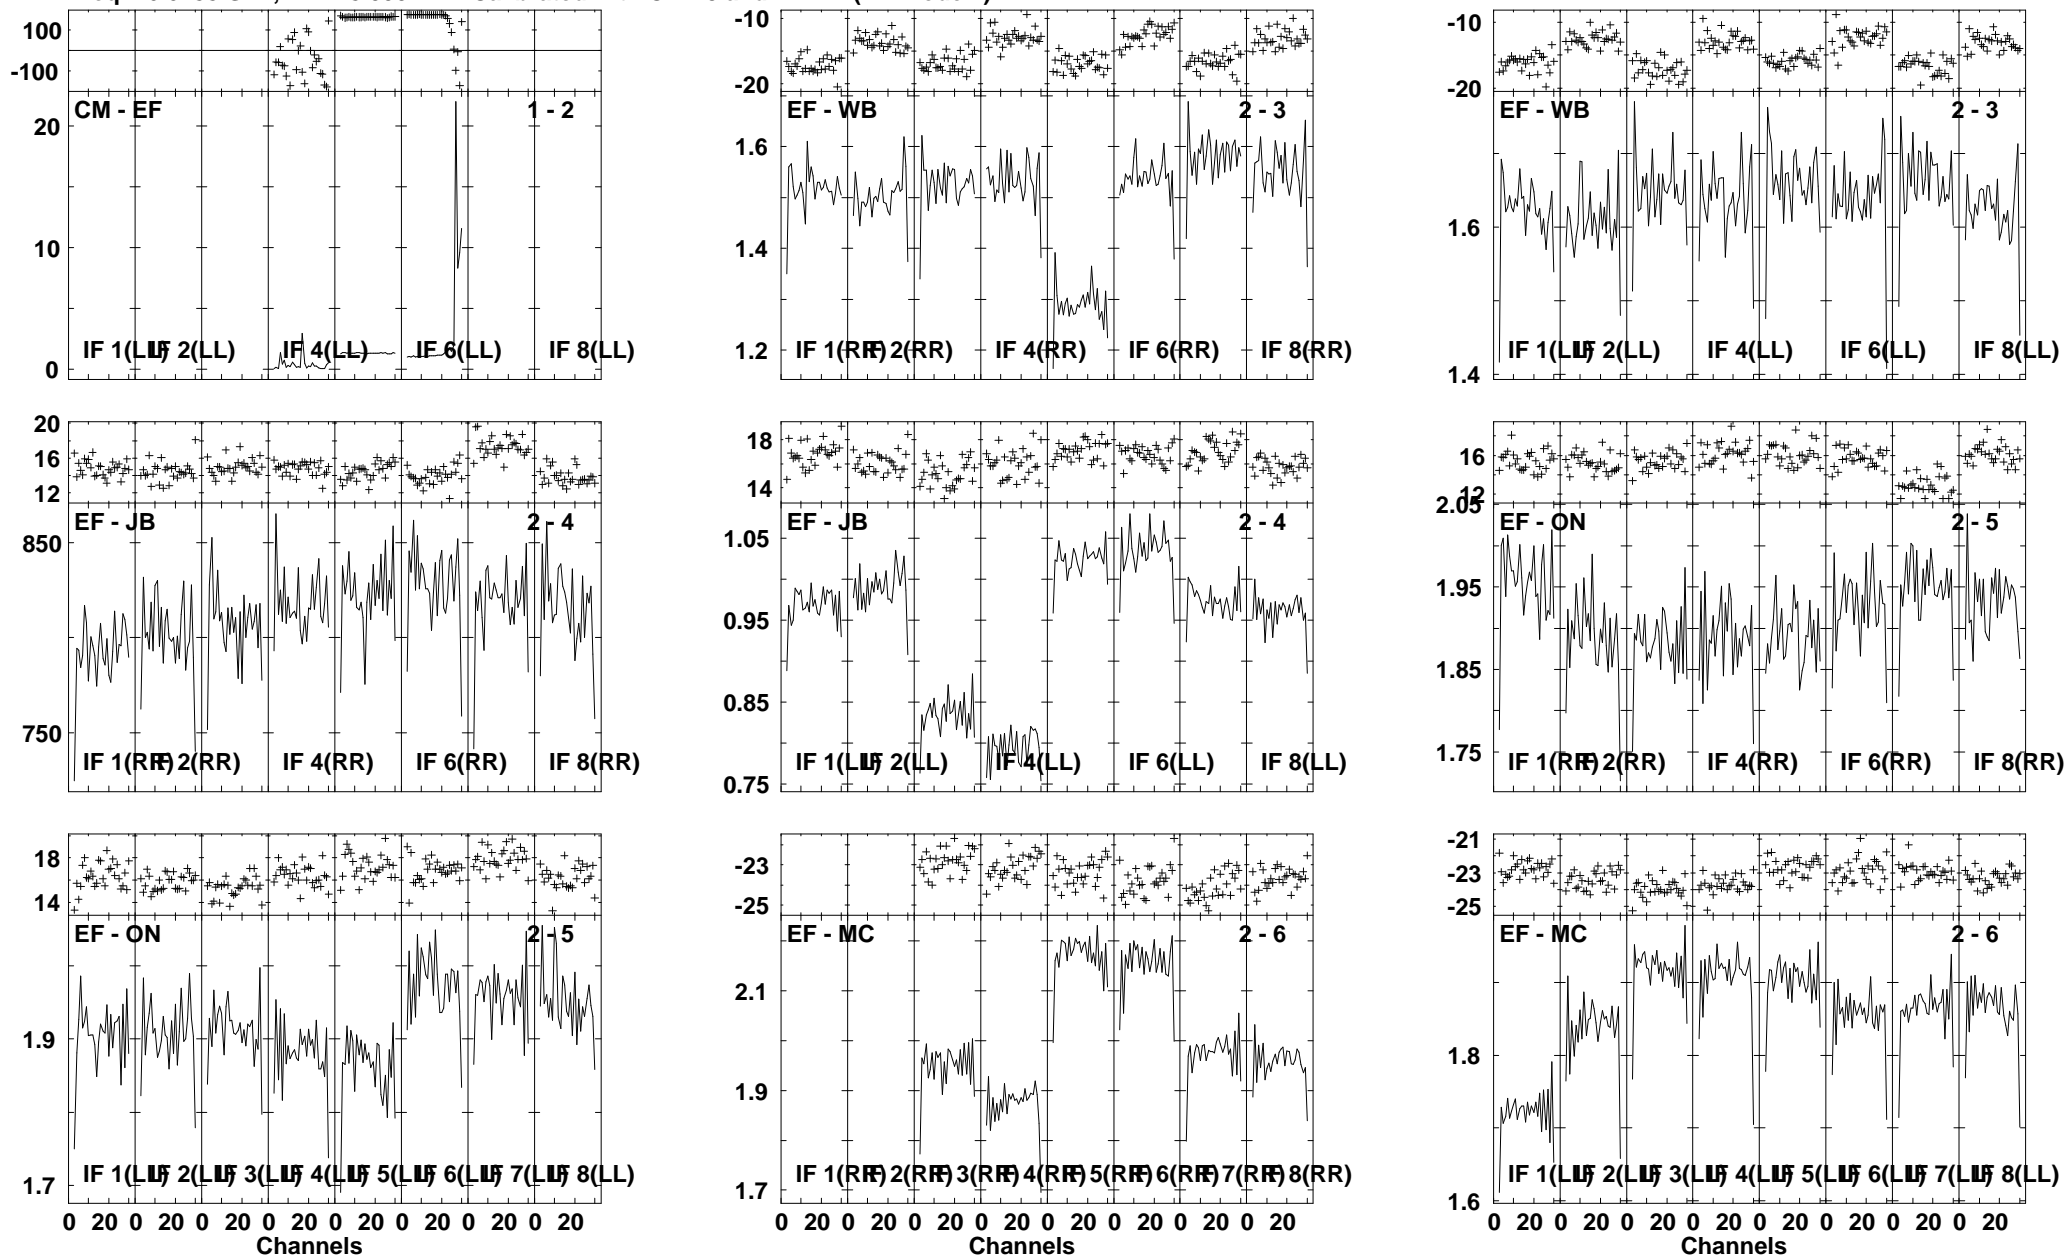 100
-100
CM - EF 1 - 2
20
10
0
IF 1(LL) IF 2(LL) IF 4(LL) IF 6(LL) IF 8(LL)
-10
-20
EF - WB 2 - 3
1.6
1.4
1.2
IF 1(RR) IF 2(RR) IF 4(RR) IF 6(RR) IF 8(RR)
-10
-20
EF - WB 2 - 3
1.6
1.4
IF 1(LL) IF 2(LL) IF 4(LL) IF 6(LL) IF 8(LL)
20
16
12
EF - JB 2 - 4
850
750
IF 1(RR) IF 2(RR) IF 4(RR) IF 6(RR) IF 8(RR)
18
14
EF - JB 2 - 4
1.05
0.95
0.85
0.75
IF 1(LL) IF 2(LL) IF 4(LL) IF 6(LL) IF 8(LL)
16
12
2.05
EF - ON 2 - 5
1.95
1.85
1.75
IF 1(RR) IF 2(RR) IF 4(RR) IF 6(RR) IF 8(RR)
18
14
EF - ON 2 - 5
1.9
1.7
IF 1(LL) IF 2(LL) IF 3(LL) IF 4(LL) IF 5(LL) IF 6(LL) IF 7(LL) IF 8(LL)
0 20 0 20 0 20 0 20 0 20 0 20 0 20 0 20
Channels
-23
-25
EF - MC 2 - 6
2.1
1.9
1.7
IF 1(RR) IF 2(RR) IF 3(RR) IF 4(RR) IF 5(RR) IF 6(RR) IF 7(RR) IF 8(RR)
0 20 0 20 0 20 0 20 0 20 0 20 0 20 0 20
Channels
-21
-23
-25
EF - MC 2 - 6
1.8
1.6
IF 1(LL) IF 2(LL) IF 3(LL) IF 4(LL) IF 5(LL) IF 6(LL) IF 7(LL) IF 8(LL)
0 20 0 20 0 20 0 20 0 20 0 20 0 20 0 20
Channels